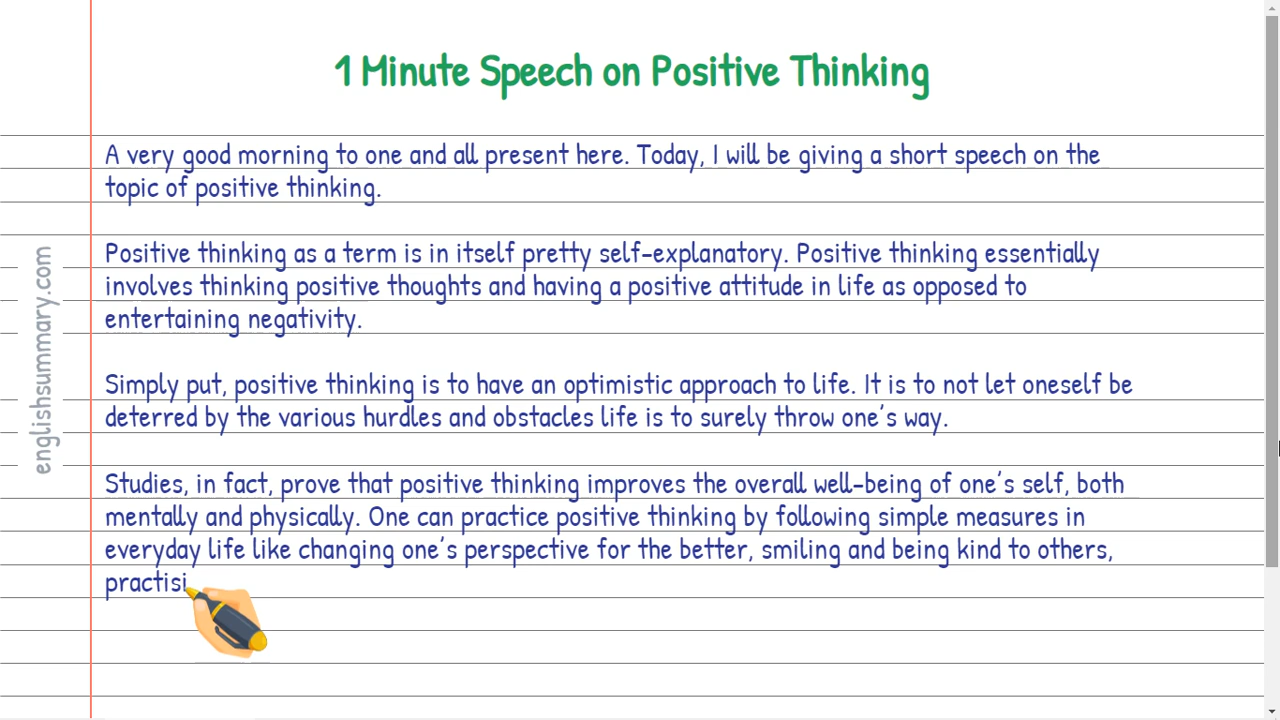 1 Minute Speech on Positive Thinking
A very good morning to one and all present here. Today, I will be giving a short speech on the
topic of positive thinking.
Positive thinking as a term is in itself pretty self-explanatory. Positive thinking essentially
involves thinking positive thoughts and having a positive attitude in life as opposed to
entertaining negativity.
Simply put, positive thinking is to have an optimistic approach to life. It is to not let oneself be
deterred by the various hurdles and obstacles life is to surely throw one's way.
Studies, in fact, prove that positive thinking improves the overall well-being of one's self, both
mentally and physically. One can practice positive thinking by following simple measures in
everyday life like changing one's perspective for the better, smiling and being kind to others,
practisi
englishsummary.com